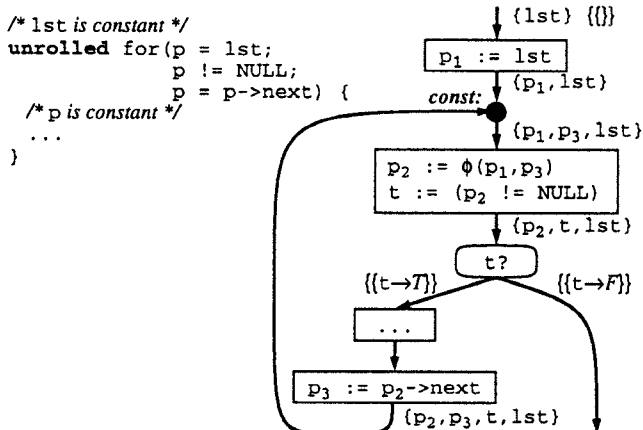 /* lst is constant */
unrolled for(p = lst;
p != NULL;
p = p->next) {
/* p is constant */
...
}
{lst} {{}}
p₁ := lst
{p₁,lst}
const:
{p₁,p₃,lst}
p₂ := ϕ(p₁,p₃)
t := (p₂ != NULL)
{p₂,t,lst}
t?
{{t→T}}
{{t→F}}
...
p₃ := p₂->next
{p₂,p₃,t,lst}